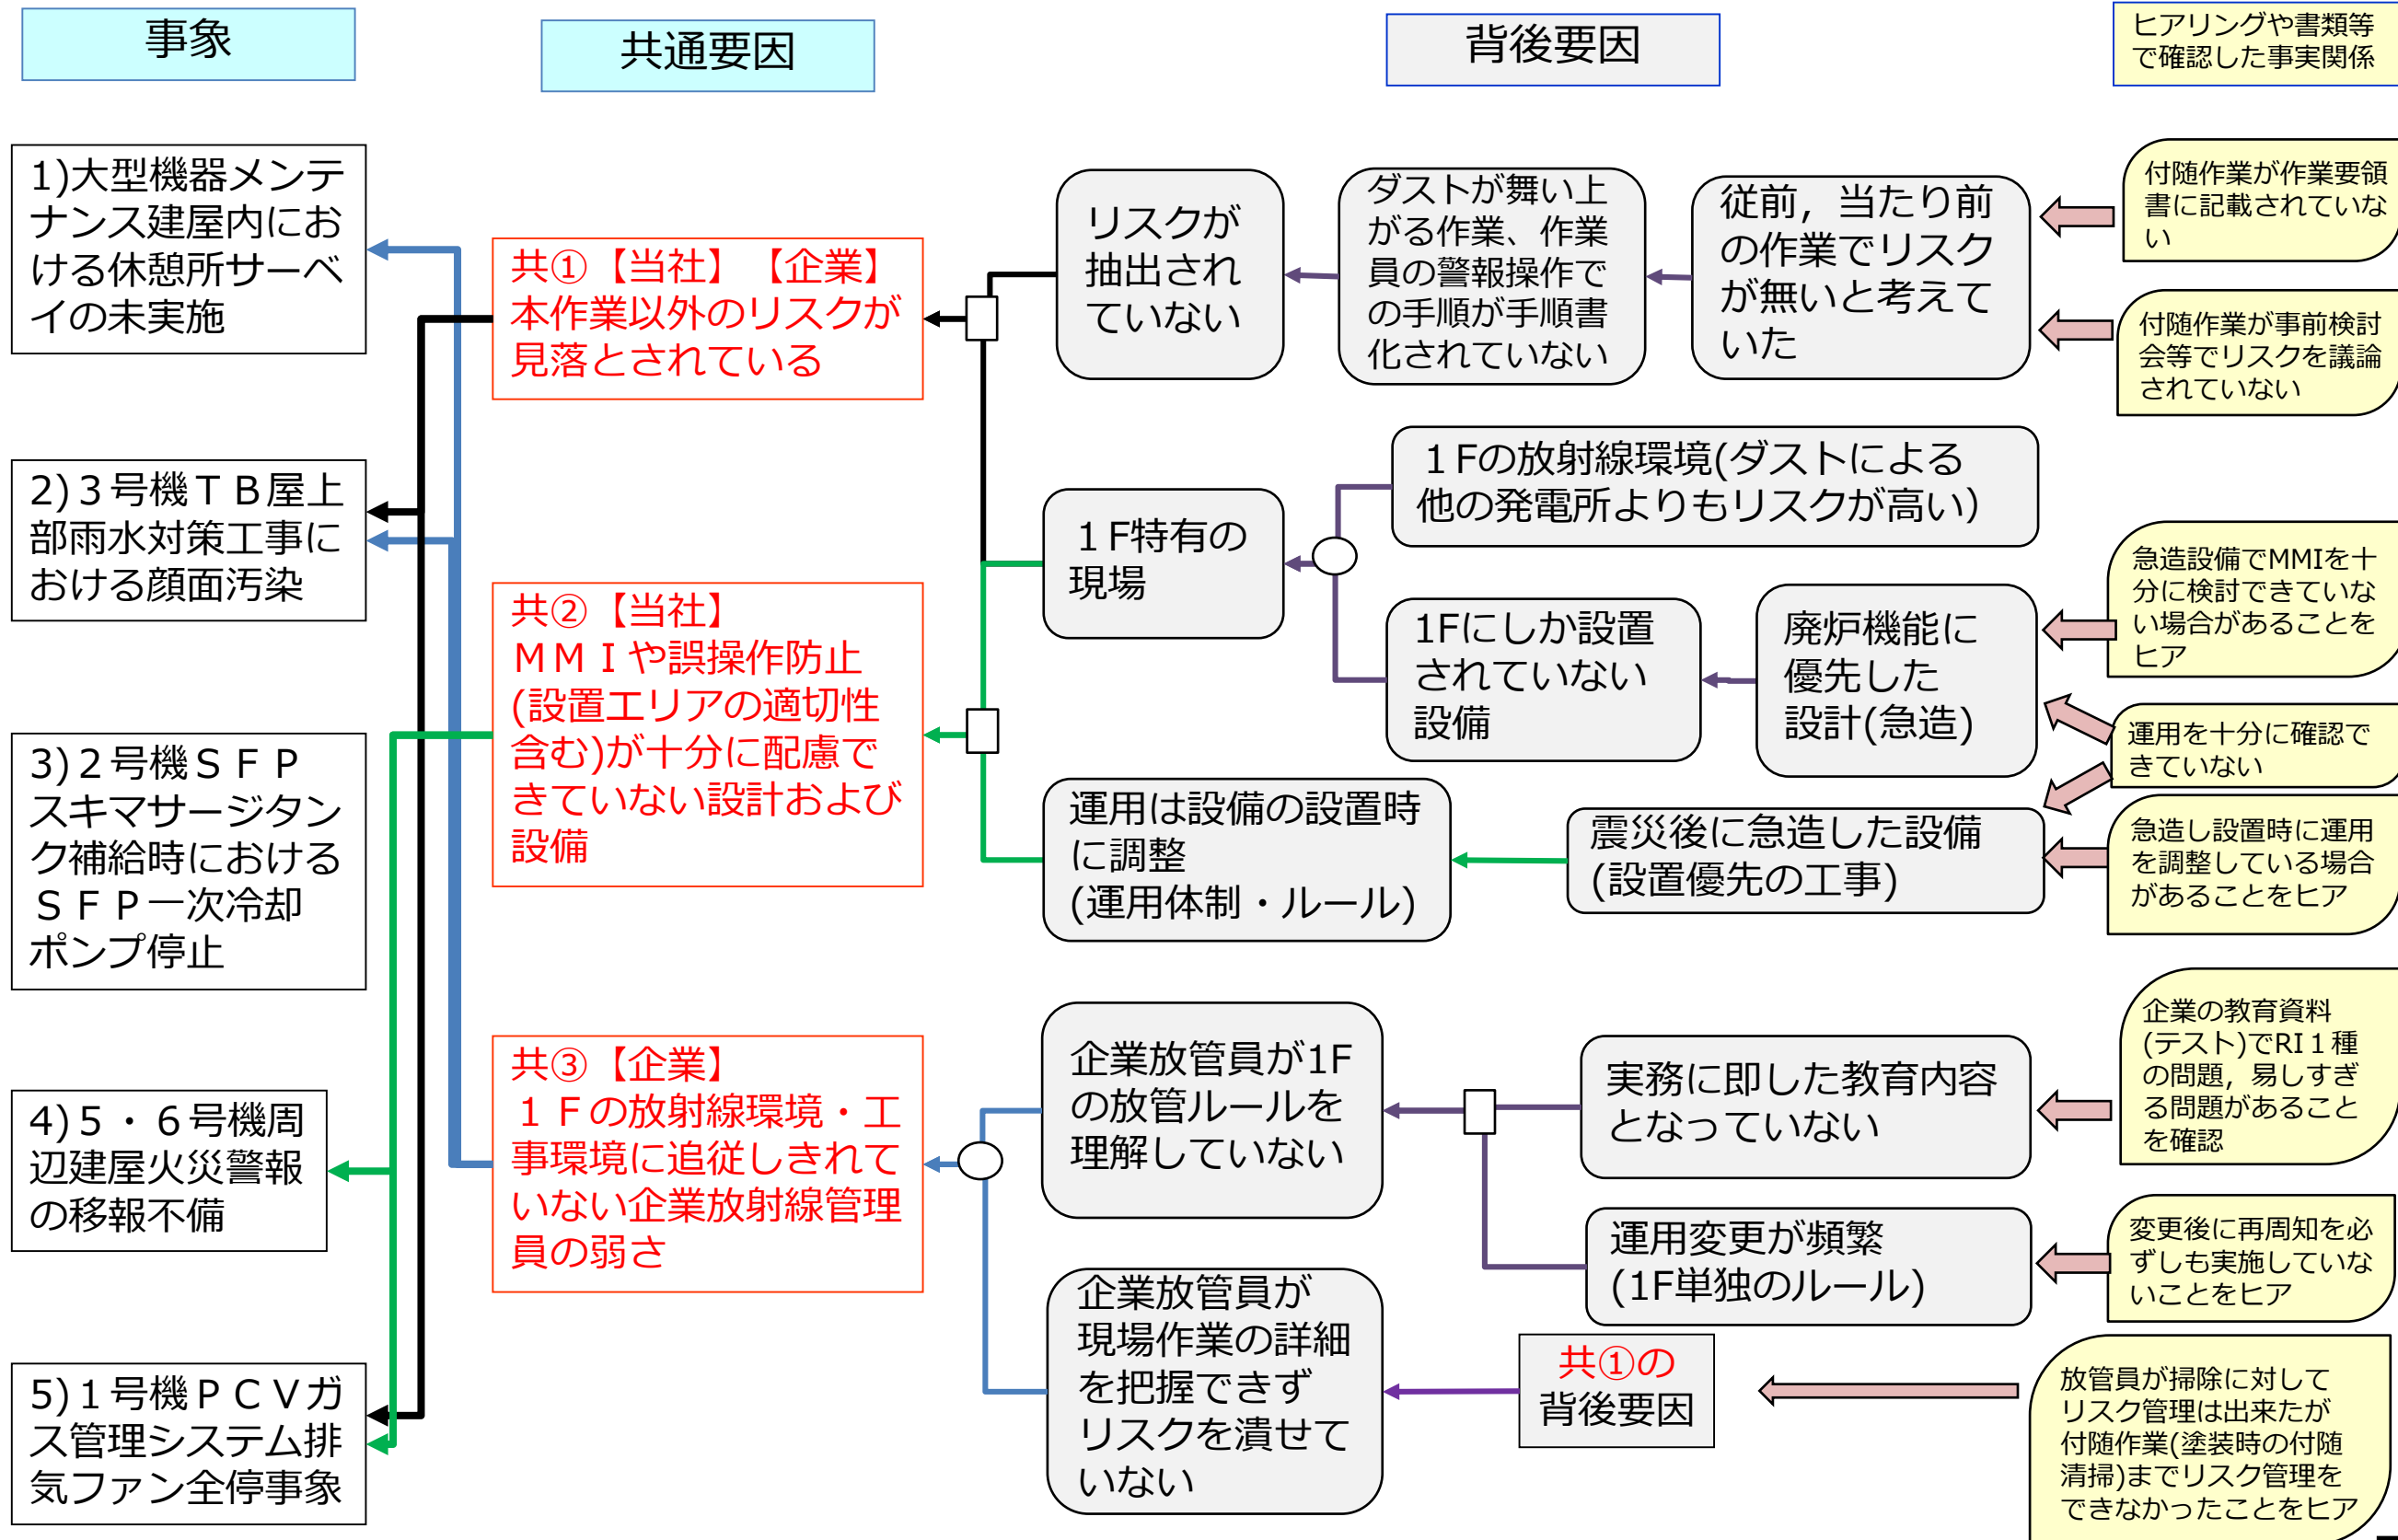 事象
共通要因
背後要因
ヒアリングや書類等
で確認した事実関係
1)大型機器メンテ
ナンス建屋内にお
ける休憩所サーベ
イの未実施
2)３号機ＴＢ屋上
部雨水対策工事に
おける顔面汚染
3)２号機ＳＦＰ
スキマサージタン
ク補給時における
ＳＦＰ一次冷却
ポンプ停止
4)５・６号機周
辺建屋火災警報
の移報不備
5)１号機ＰＣＶガ
ス管理システム排
気ファン全停事象
共①【当社】【企業】
本作業以外のリスクが
見落とされている
共②【当社】
ＭＭＩや誤操作防止
(設置エリアの適切性
含む)が十分に配慮で
きていない設計および
設備
共③【企業】
１Ｆの放射線環境・工
事環境に追従しきれて
いない企業放射線管理
員の弱さ
リスクが
抽出され
ていない
ダストが舞い上
がる作業、作業
員の警報操作で
の手順が手順書
化されていない
従前，当たり前
の作業でリスク
が無いと考えて
いた
１F特有の
現場
１Fの放射線環境(ダストによる
他の発電所よりもリスクが高い）
1Fにしか設置
されていない
設備
廃炉機能に
優先した
設計(急造)
運用は設備の設置時
に調整
(運用体制・ルール)
震災後に急造した設備
(設置優先の工事)
企業放管員が1F
の放管ルールを
理解していない
実務に即した教育内容
となっていない
運用変更が頻繁
(1F単独のルール)
企業放管員が
現場作業の詳細
を把握できず
リスクを潰せて
いない
共①の
背後要因
付随作業が作業要領
書に記載されていな
い
付随作業が事前検討
会等でリスクを議論
されていない
急造設備でMMIを十
分に検討できていな
い場合があることを
ヒア
運用を十分に確認で
きていない
急造し設置時に運用
を調整している場合
があることをヒア
企業の教育資料
(テスト)でRI１種
の問題，易しすぎ
る問題があること
を確認
変更後に再周知を必
ずしも実施していな
いことをヒア
放管員が掃除に対して
リスク管理は出来たが
付随作業(塗装時の付随
清掃)までリスク管理を
できなかったことをヒア